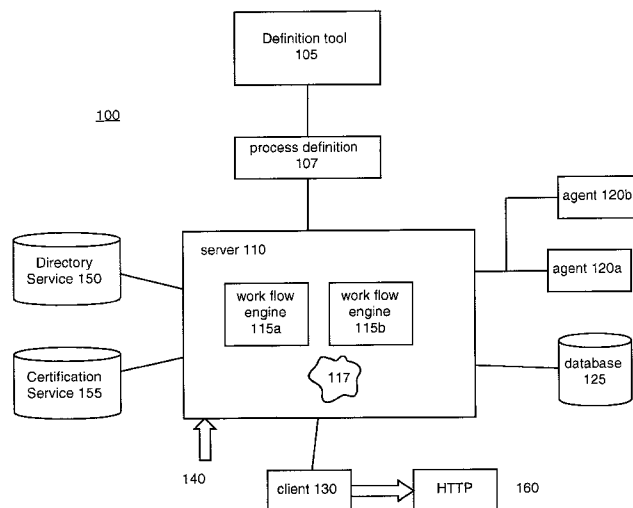 Definition tool
105
100
process definition
107
agent 120b
server 110
Directory
Service 150
agent 120a
work flow
engine
115a
work flow
engine
115b
database
125
Certification
Service 155
117
140
client 130
HTTP
160